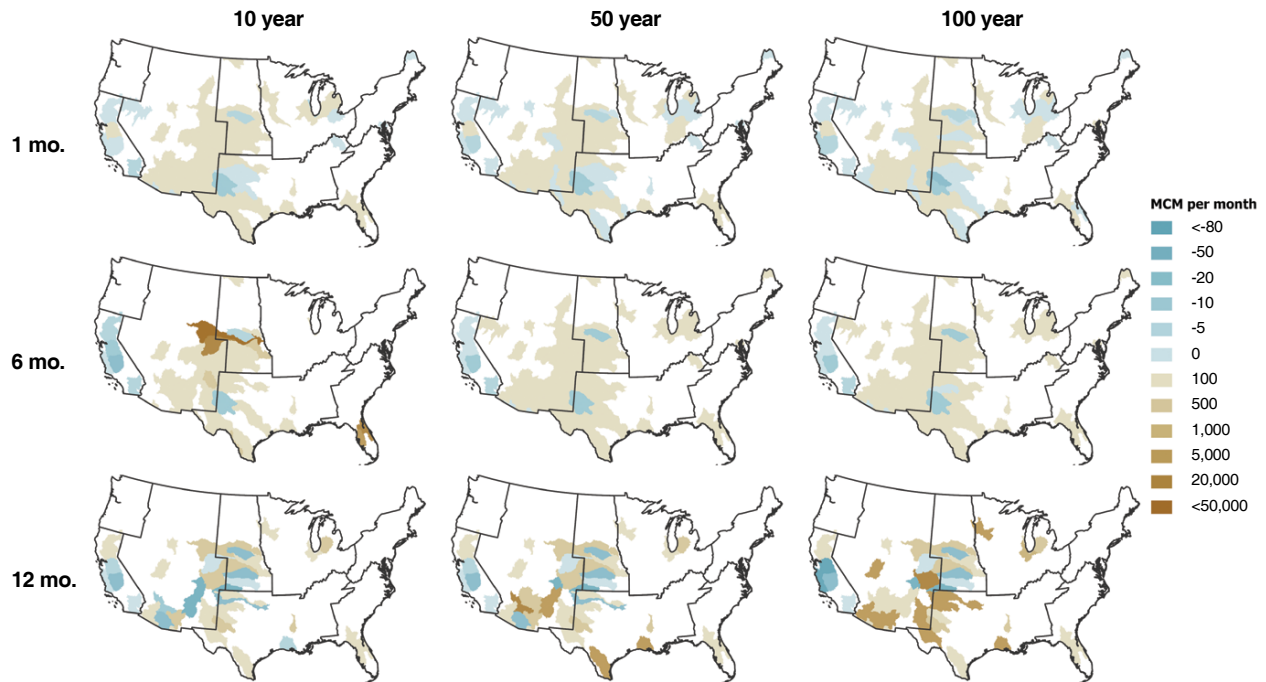 10 year
50 year
100 year
1 mo.
6 mo.
12 mo.
MCM per month
<-80
-50
-20
-10
-5
0
100
500
1,000
5,000
20,000
<50,000